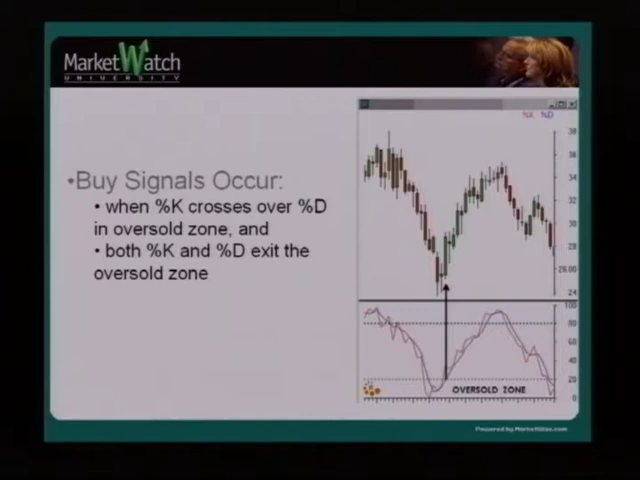 MarketWatch
UNIVERSITY
•Buy Signals Occur:
• when %K crosses over %D
in oversold zone, and
• both %K and %D exit the
oversold zone
%K %D
38
36
34
32
30
28
26.00
24
100
80
60
40
20
0
OVERSOLD ZONE